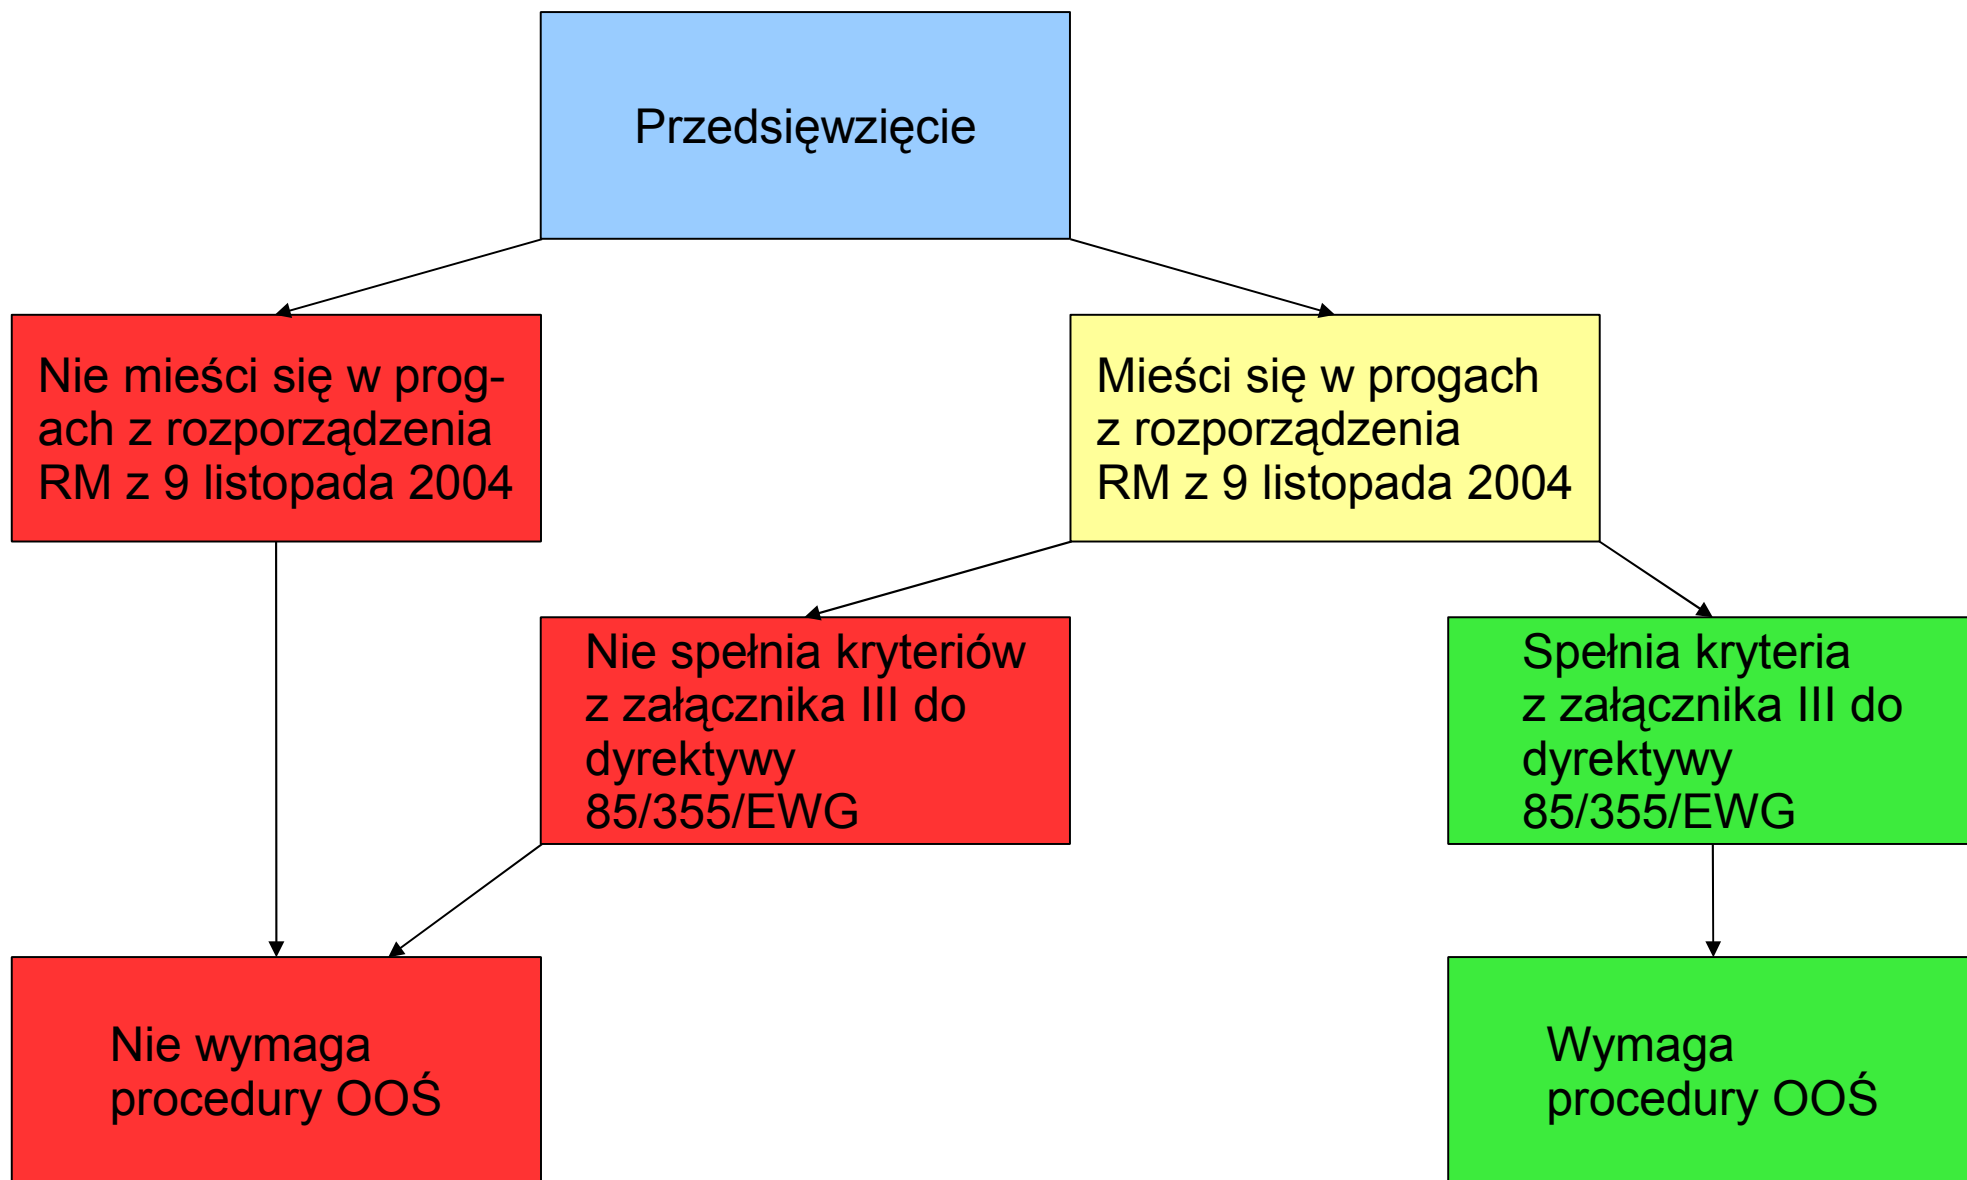 Przedsięwzięcie
Nie mieści się w prog-
ach z rozporządzenia
RM z 9 listopada 2004
Mieści się w progach
z rozporządzenia
RM z 9 listopada 2004
Nie spełnia kryteriów
z załącznika III do
dyrektywy
85/355/EWG
Spełnia kryteria
z załącznika III do
dyrektywy
85/355/EWG
Nie wymaga
procedury OOŚ
Wymaga
procedury OOŚ